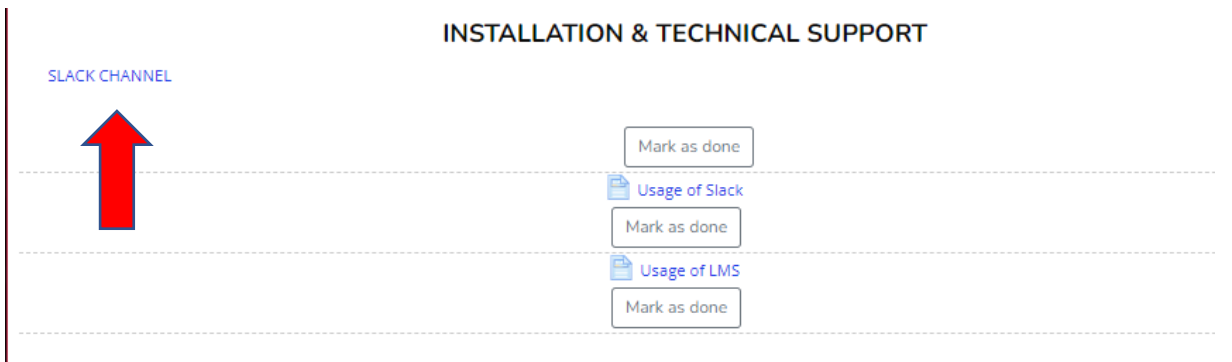 INSTALLATION & TECHNICAL SUPPORT
SLACK CHANNEL
Mark as done
Usage of Slack
Mark as done
Usage of LMS
Mark as done